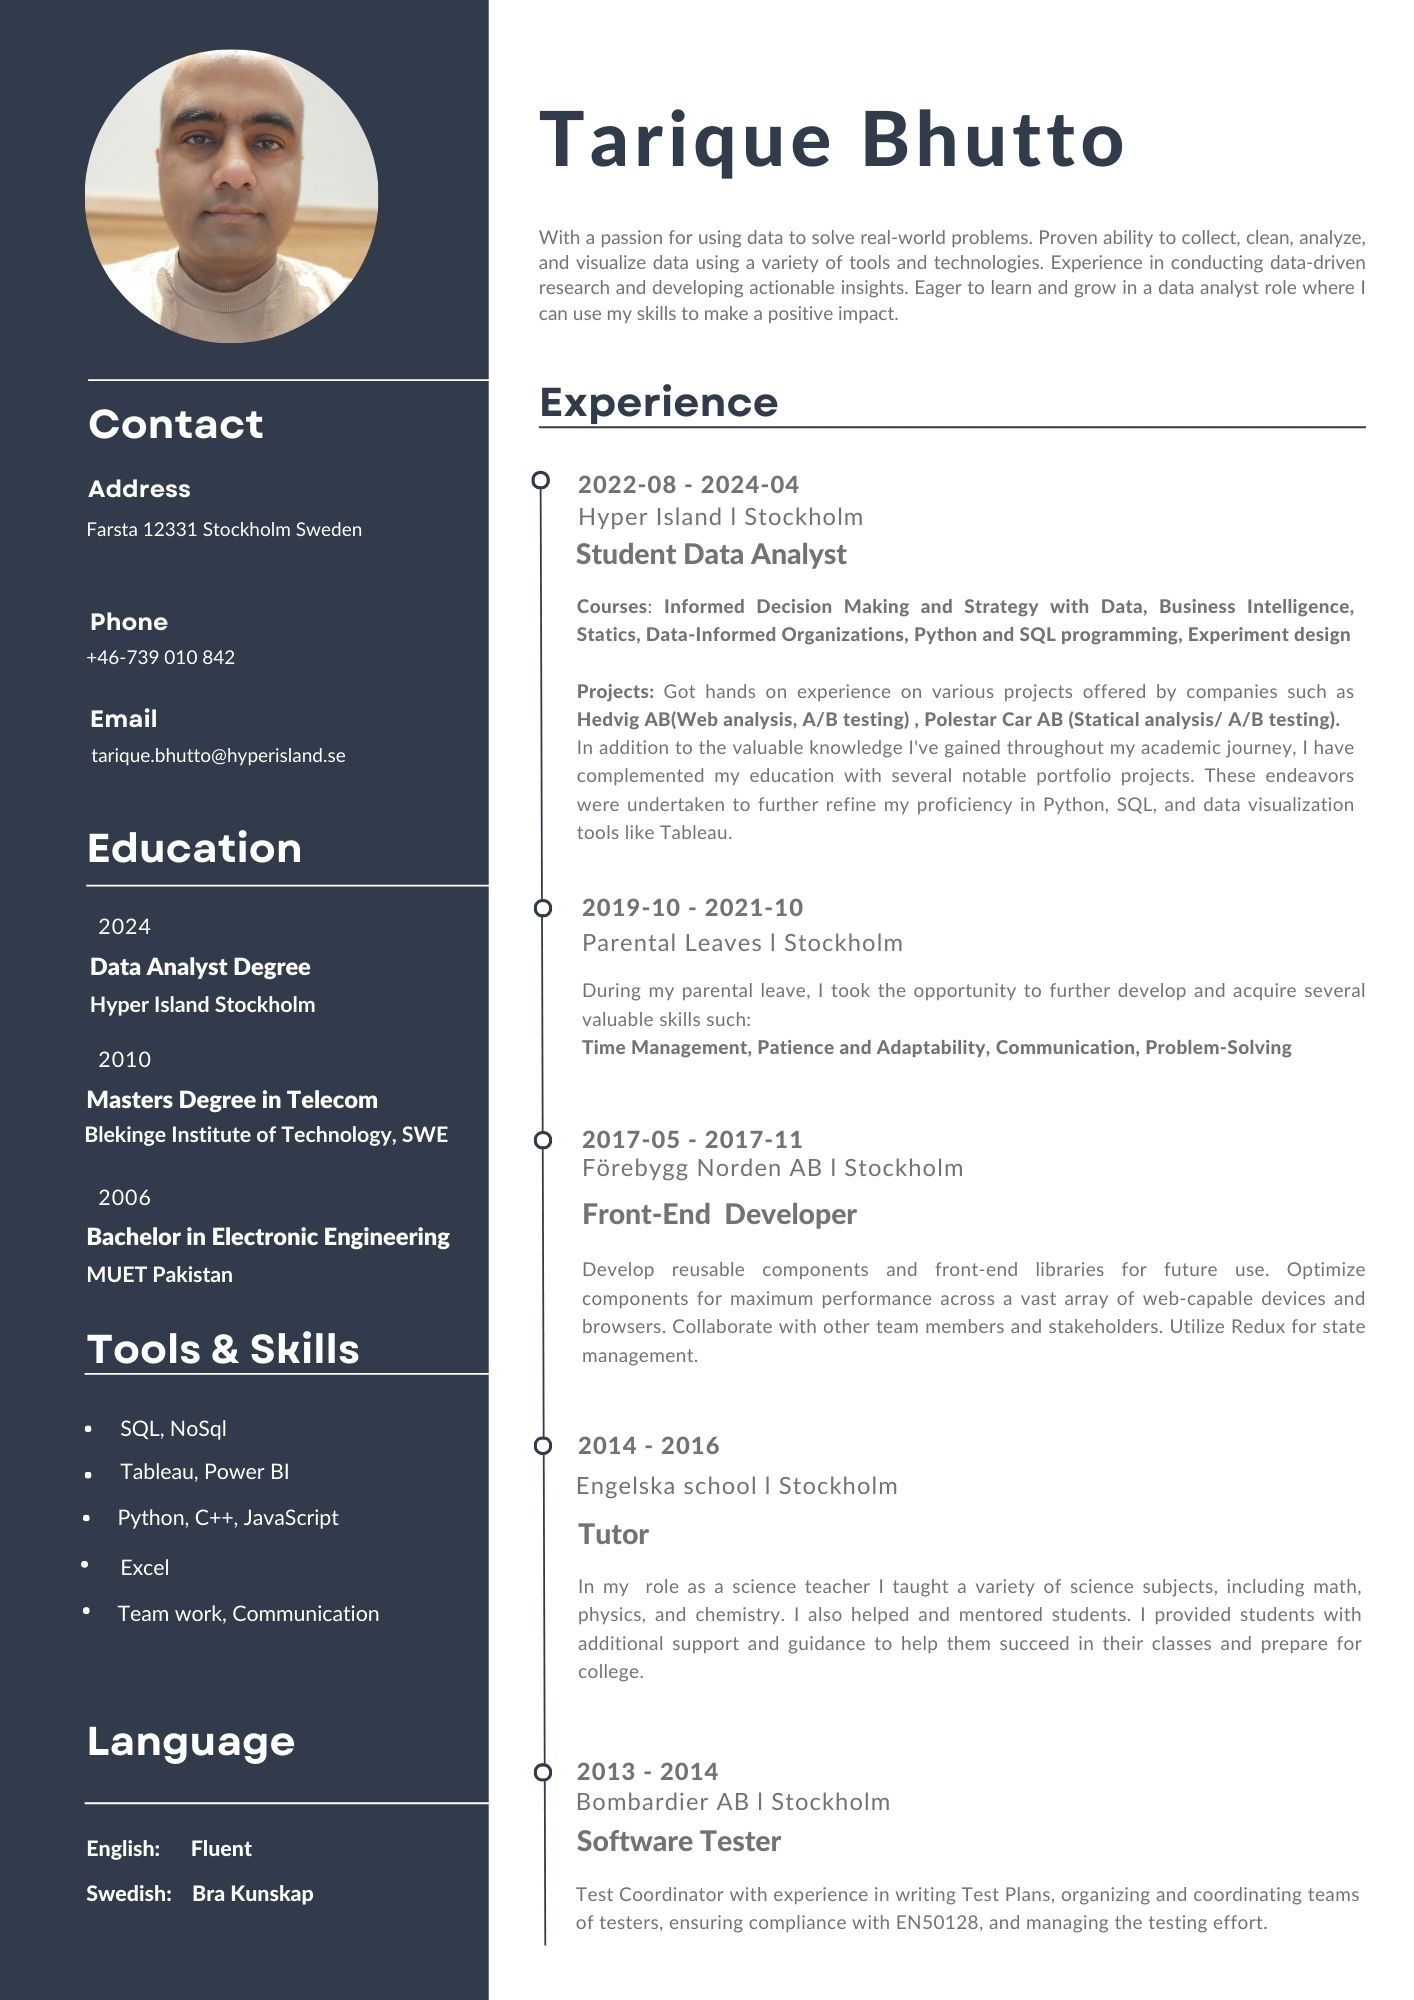 Tarique Bhutto
With a passion for using data to solve real-world problems. Proven ability to collect, clean, analyze,
and visualize data using a variety of tools and technologies. Experience in conducting data-driven
research and developing actionable insights. Eager to learn and grow in a data analyst role where I
can use my skills to make a positive impact.
Contact
Address
Farsta 12331 Stockholm Sweden
Phone
+46-739 010 842
Email
tarique.bhutto@hyperisland.se
Education
2024
Data Analyst Degree
Hyper Island Stockholm
2010
Masters Degree in Telecom
Blekinge Institute of Technology, SWE
2006
Bachelor in Electronic Engineering
MUET Pakistan
Tools & Skills
• SQL, NoSql
• Tableau, Power BI
• Python, C++, JavaScript
• Excel
• Team work, Communication
Language
English: Fluent
Swedish: Bra Kunskap
Experience
2022-08 - 2024-04
Hyper Island l Stockholm
Student Data Analyst
Courses: Informed Decision Making and Strategy with Data, Business Intelligence,
Statics, Data-Informed Organizations, Python and SQL programming, Experiment design
Projects: Got hands on experience on various projects offered by companies such as
Hedvig AB(Web analysis, A/B testing) , Polestar Car AB (Statical analysis/ A/B testing).
In addition to the valuable knowledge I've gained throughout my academic journey, I have
complemented my education with several notable portfolio projects. These endeavors
were undertaken to further refine my proficiency in Python, SQL, and data visualization
tools like Tableau.
2019-10 - 2021-10
Parental Leaves l Stockholm
During my parental leave, I took the opportunity to further develop and acquire several
valuable skills such:
Time Management, Patience and Adaptability, Communication, Problem-Solving
2017-05 - 2017-11
Förebygg Norden AB l Stockholm
Front-End Developer
Develop reusable components and front-end libraries for future use. Optimize
components for maximum performance across a vast array of web-capable devices and
browsers. Collaborate with other team members and stakeholders. Utilize Redux for state
management.
2014 - 2016
Engelska school l Stockholm
Tutor
In my role as a science teacher I taught a variety of science subjects, including math,
physics, and chemistry. I also helped and mentored students. I provided students with
additional support and guidance to help them succeed in their classes and prepare for
college.
2013 - 2014
Bombardier AB l Stockholm
Software Tester
Test Coordinator with experience in writing Test Plans, organizing and coordinating teams
of testers, ensuring compliance with EN50128, and managing the testing effort.